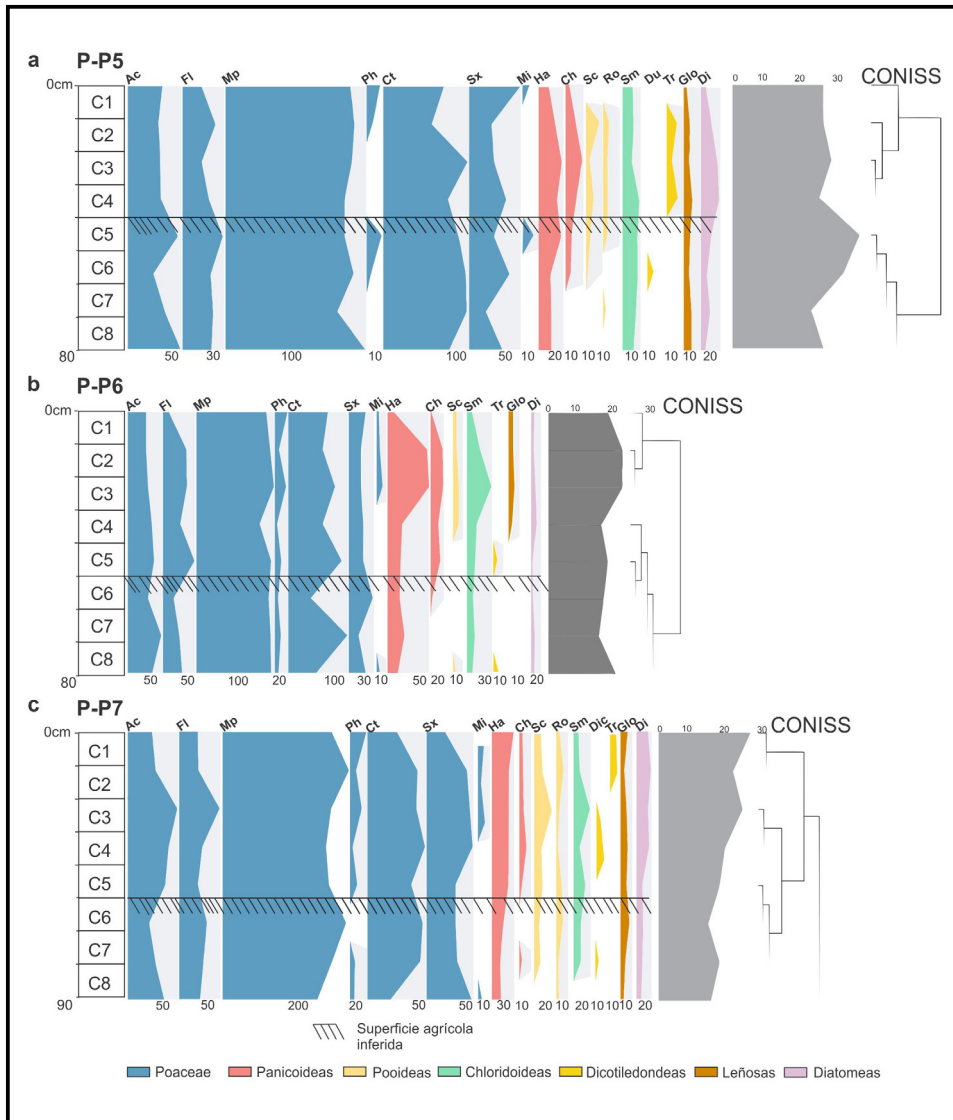 a P-P5
Ac Fl Mp Ph Ct Sx Mi Ha Ch Sc Ro Sm Du Tr Glo Di 0 10 20 30 CONISS
0cm
C1
C2
C3
C4
C5
C6
C7
C8
80 50 30 100 10 100 50 10 20 10 10 10 10 10 10 10 20
b P-P6
Ac Fl Mp Ph Ct Sx Mi Ha Ch Sc Sm Tr Glo Di 0 10 20 30 CONISS
0cm
C1
C2
C3
C4
C5
C6
C7
C8
80 50 50 100 20 100 30 10 50 20 10 30 10 10 20
c P-P7
Ac Fl Mp Ph Ct Sx Mi Ha Ch Sc Ro Sm Dic Tr Glo Di 0 10 20 30 CONISS
0cm
C1
C2
C3
C4
C5
C6
C7
C8
90 50 50 200 20 50 50 10 30 10 20 10 20 10 10 10 20
Superficie agrícola
inferida
Poaceae Panicoideas Pooideas Chloridoideas Dicotiledondeas Leñosas Diatomeas